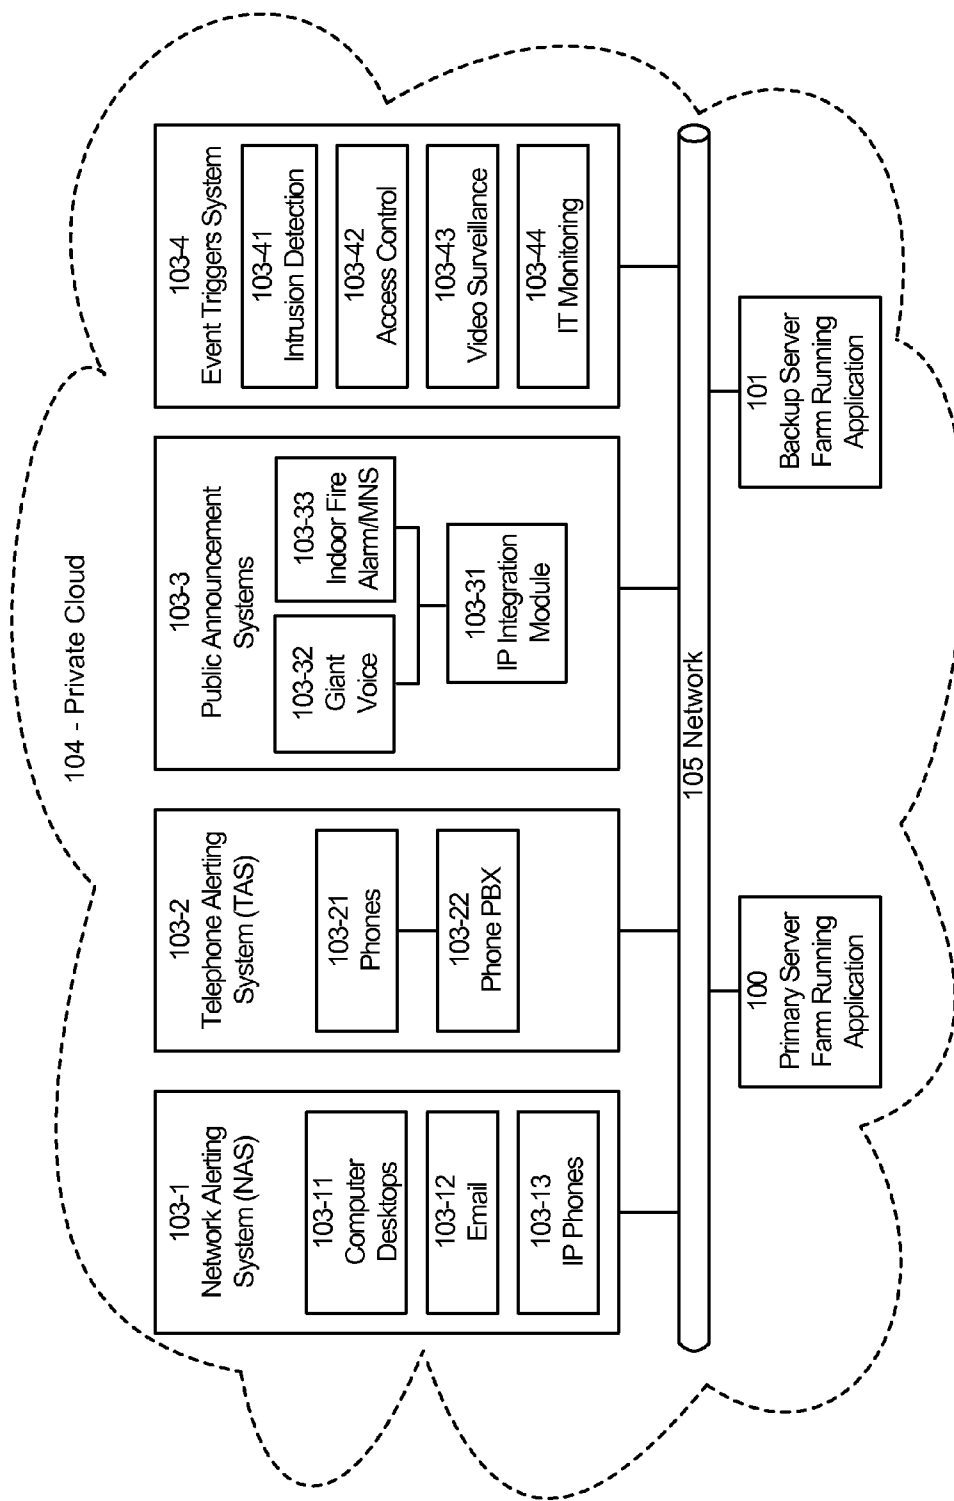 104 - Private Cloud
103-1
Network Alerting
System (NAS)
103-11
Computer
Desktops
103-12
Email
103-13
IP Phones
103-2
Telephone Alerting
System (TAS)
103-21
Phones
103-22
Phone PBX
103-3
Public Announcement
Systems
103-32
Giant
Voice
103-33
Indoor Fire
Alarm/MNS
103-31
IP Integration
Module
103-4
Event Triggers System
103-41
Intrusion Detection
103-42
Access Control
103-43
Video Surveillance
103-44
IT Monitoring
105 Network
100
Primary Server
Farm Running
Application
101
Backup Server
Farm Running
Application